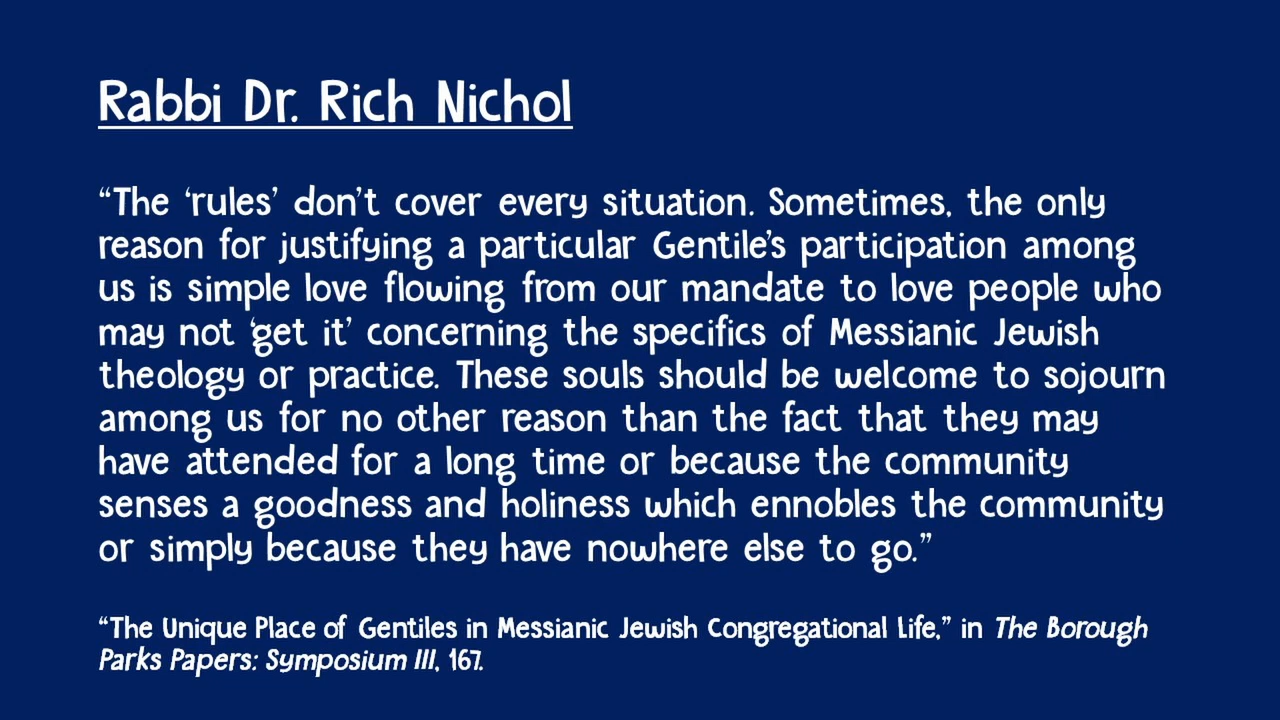 Rabbi Dr. Rich Nichol
“The ‘rules’ don’t cover every situation. Sometimes, the only
reason for justifying a particular Gentile’s participation among
us is simple love flowing from our mandate to love people who
may not ‘get it’ concerning the specifics of Messianic Jewish
theology or practice. These souls should be welcome to sojourn
among us for no other reason than the fact that they may
have attended for a long time or because the community
senses a goodness and holiness which ennobles the community
or simply because they have nowhere else to go.”
“The Unique Place of Gentiles in Messianic Jewish Congregational Life,” in The Borough
Parks Papers: Symposium III, 167.